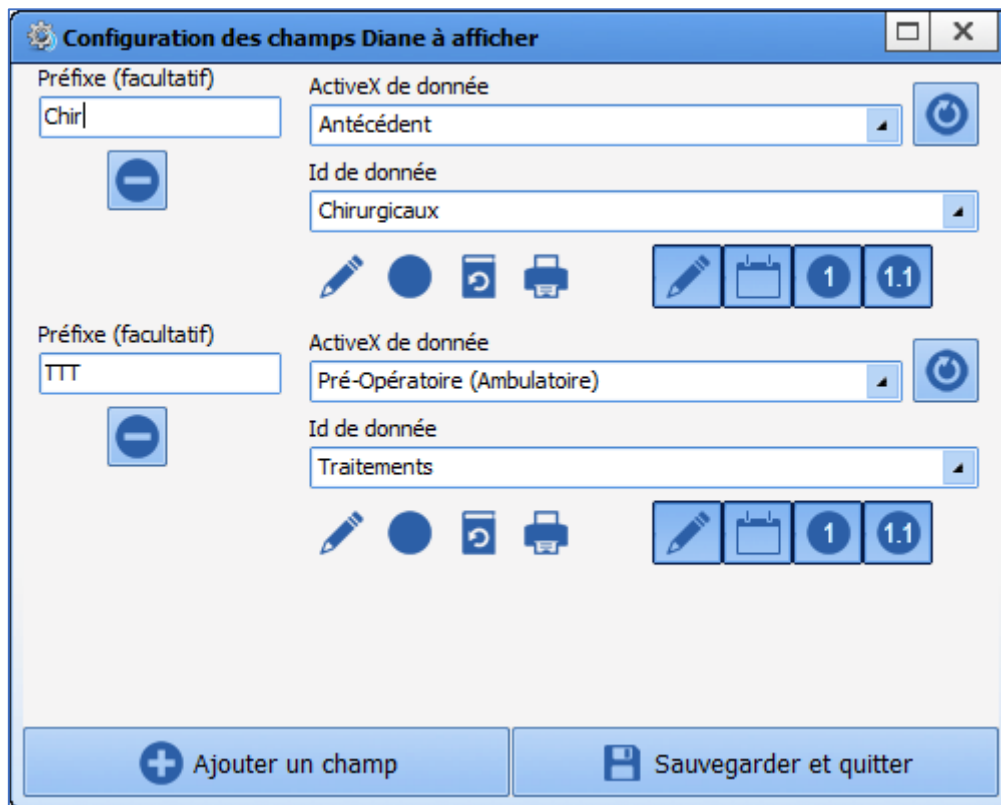 Configuration des champs Diane à afficher
Préfixe (facultatif)
Chir
ActiveX de donnée
Antécédent
Id de donnée
Chirurgicaux
1 1.1
Préfixe (facultatif)
TTT
ActiveX de donnée
Pré-Opératoire (Ambulatoire)
Id de donnée
Traitements
1 1.1
Ajouter un champ
Sauvegarder et quitter